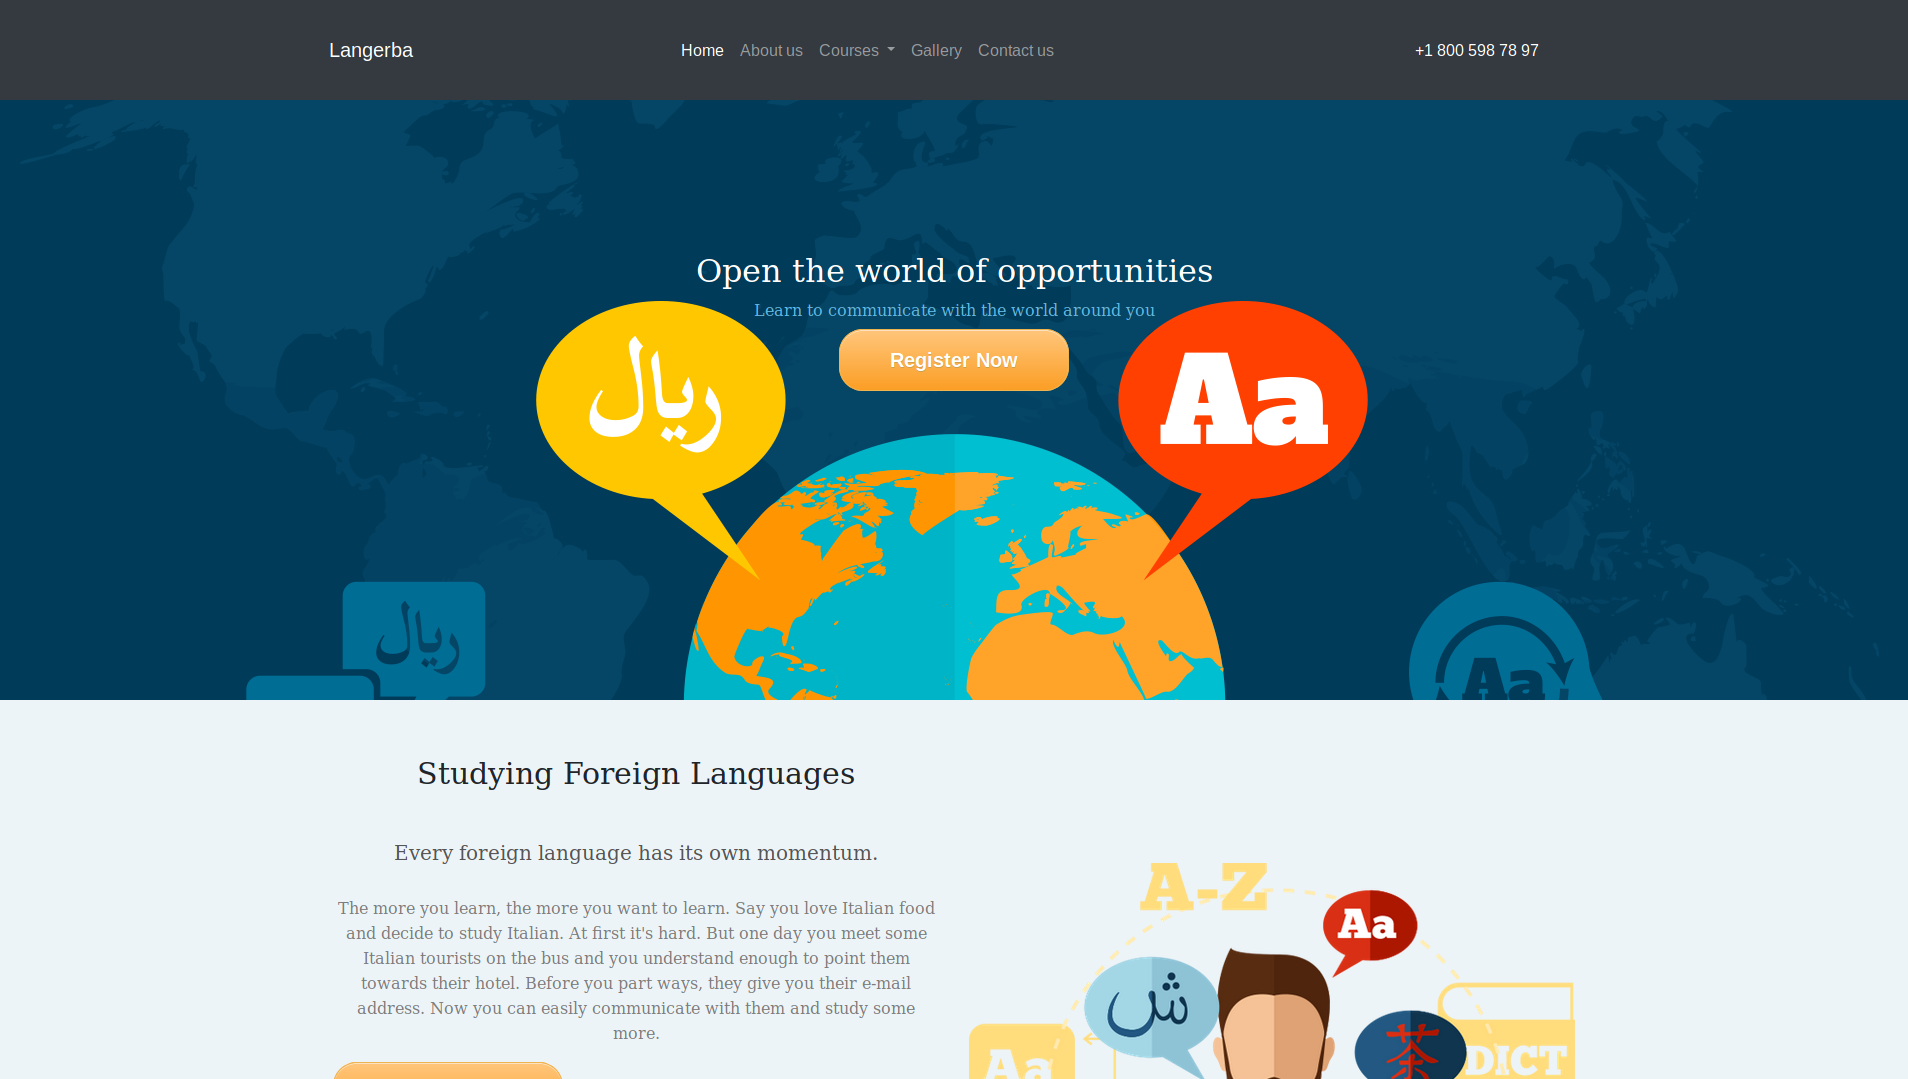 Langerba
Home About us Courses Gallery Contact us
+1 800 598 78 97
Open the world of opportunities
Learn to communicate with the world around you
Register Now
ریال
Aa
ریال
Aa
Studying Foreign Languages
Every foreign language has its own momentum.
The more you learn, the more you want to learn. Say you love Italian food
and decide to study Italian. At first it's hard. But one day you meet some
Italian tourists on the bus and you understand enough to point them
towards their hotel. Before you part ways, they give you their e-mail
address. Now you can easily communicate with them and study some
more.
A-Z
Aa
ش
茶
DICT
Aa